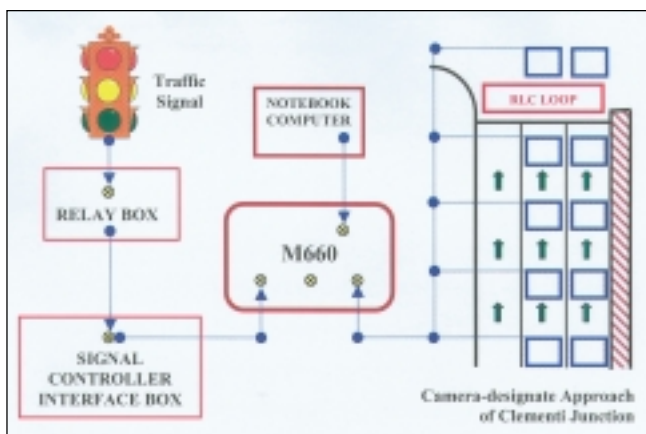 Traffic
Signal
NOTEBOOK
COMPUTER
RLC LOOP
RELAY BOX
M660
SIGNAL
CONTROLLER
INTERFACE BOX
Camera-designate Approach
of Clementi Junction